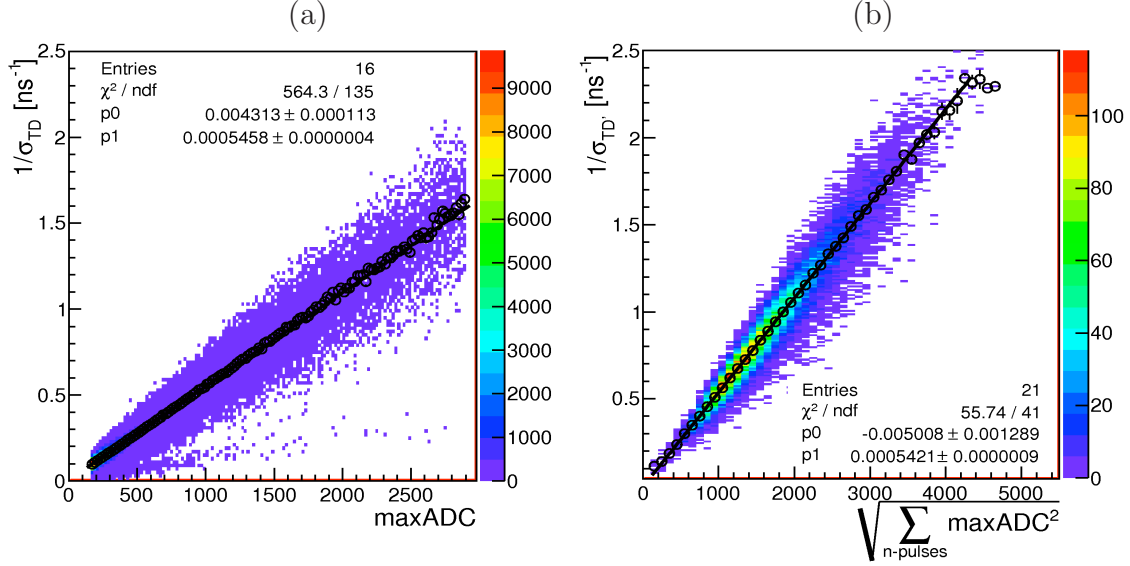 (a)
(b)
1/σ_TD [ns⁻¹]
Entries 16
χ² / ndf 564.3 / 135
p0 0.004313 ± 0.000113
p1 0.0005458 ± 0.0000004
2.5
2
1.5
1
0.5
0
0 500 1000 1500 2000 2500
maxADC
9000
8000
7000
6000
5000
4000
3000
2000
1000
0
1/σ_TD' [ns⁻¹]
2.5
2
1.5
1
0.5
Entries 21
χ² / ndf 55.74 / 41
p0 -0.005008 ± 0.001289
p1 0.0005421 ± 0.0000009
0 1000 2000 3000 4000 5000
√∑ maxADC²
n-pulses
100
80
60
40
20
0